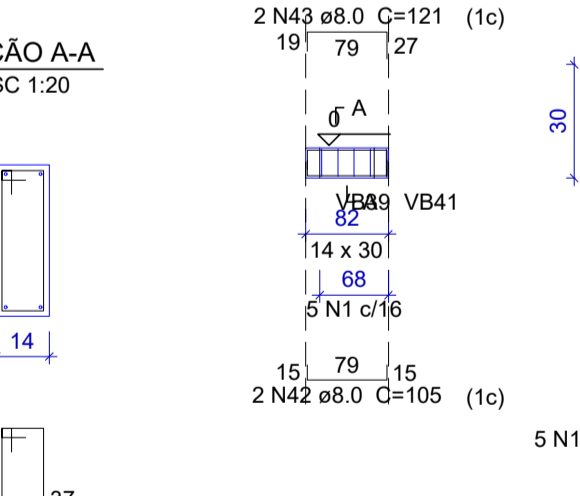 2 N43 ø8.0 C=121 (1c)
19 79 27
ÇÃO A-A
SC 1:20
A
0
30
VB41
82
14 x 30
68
5 N1 c/16
14
15 79 15
2 N42 ø8.0 C=105 (1c)
5 N1